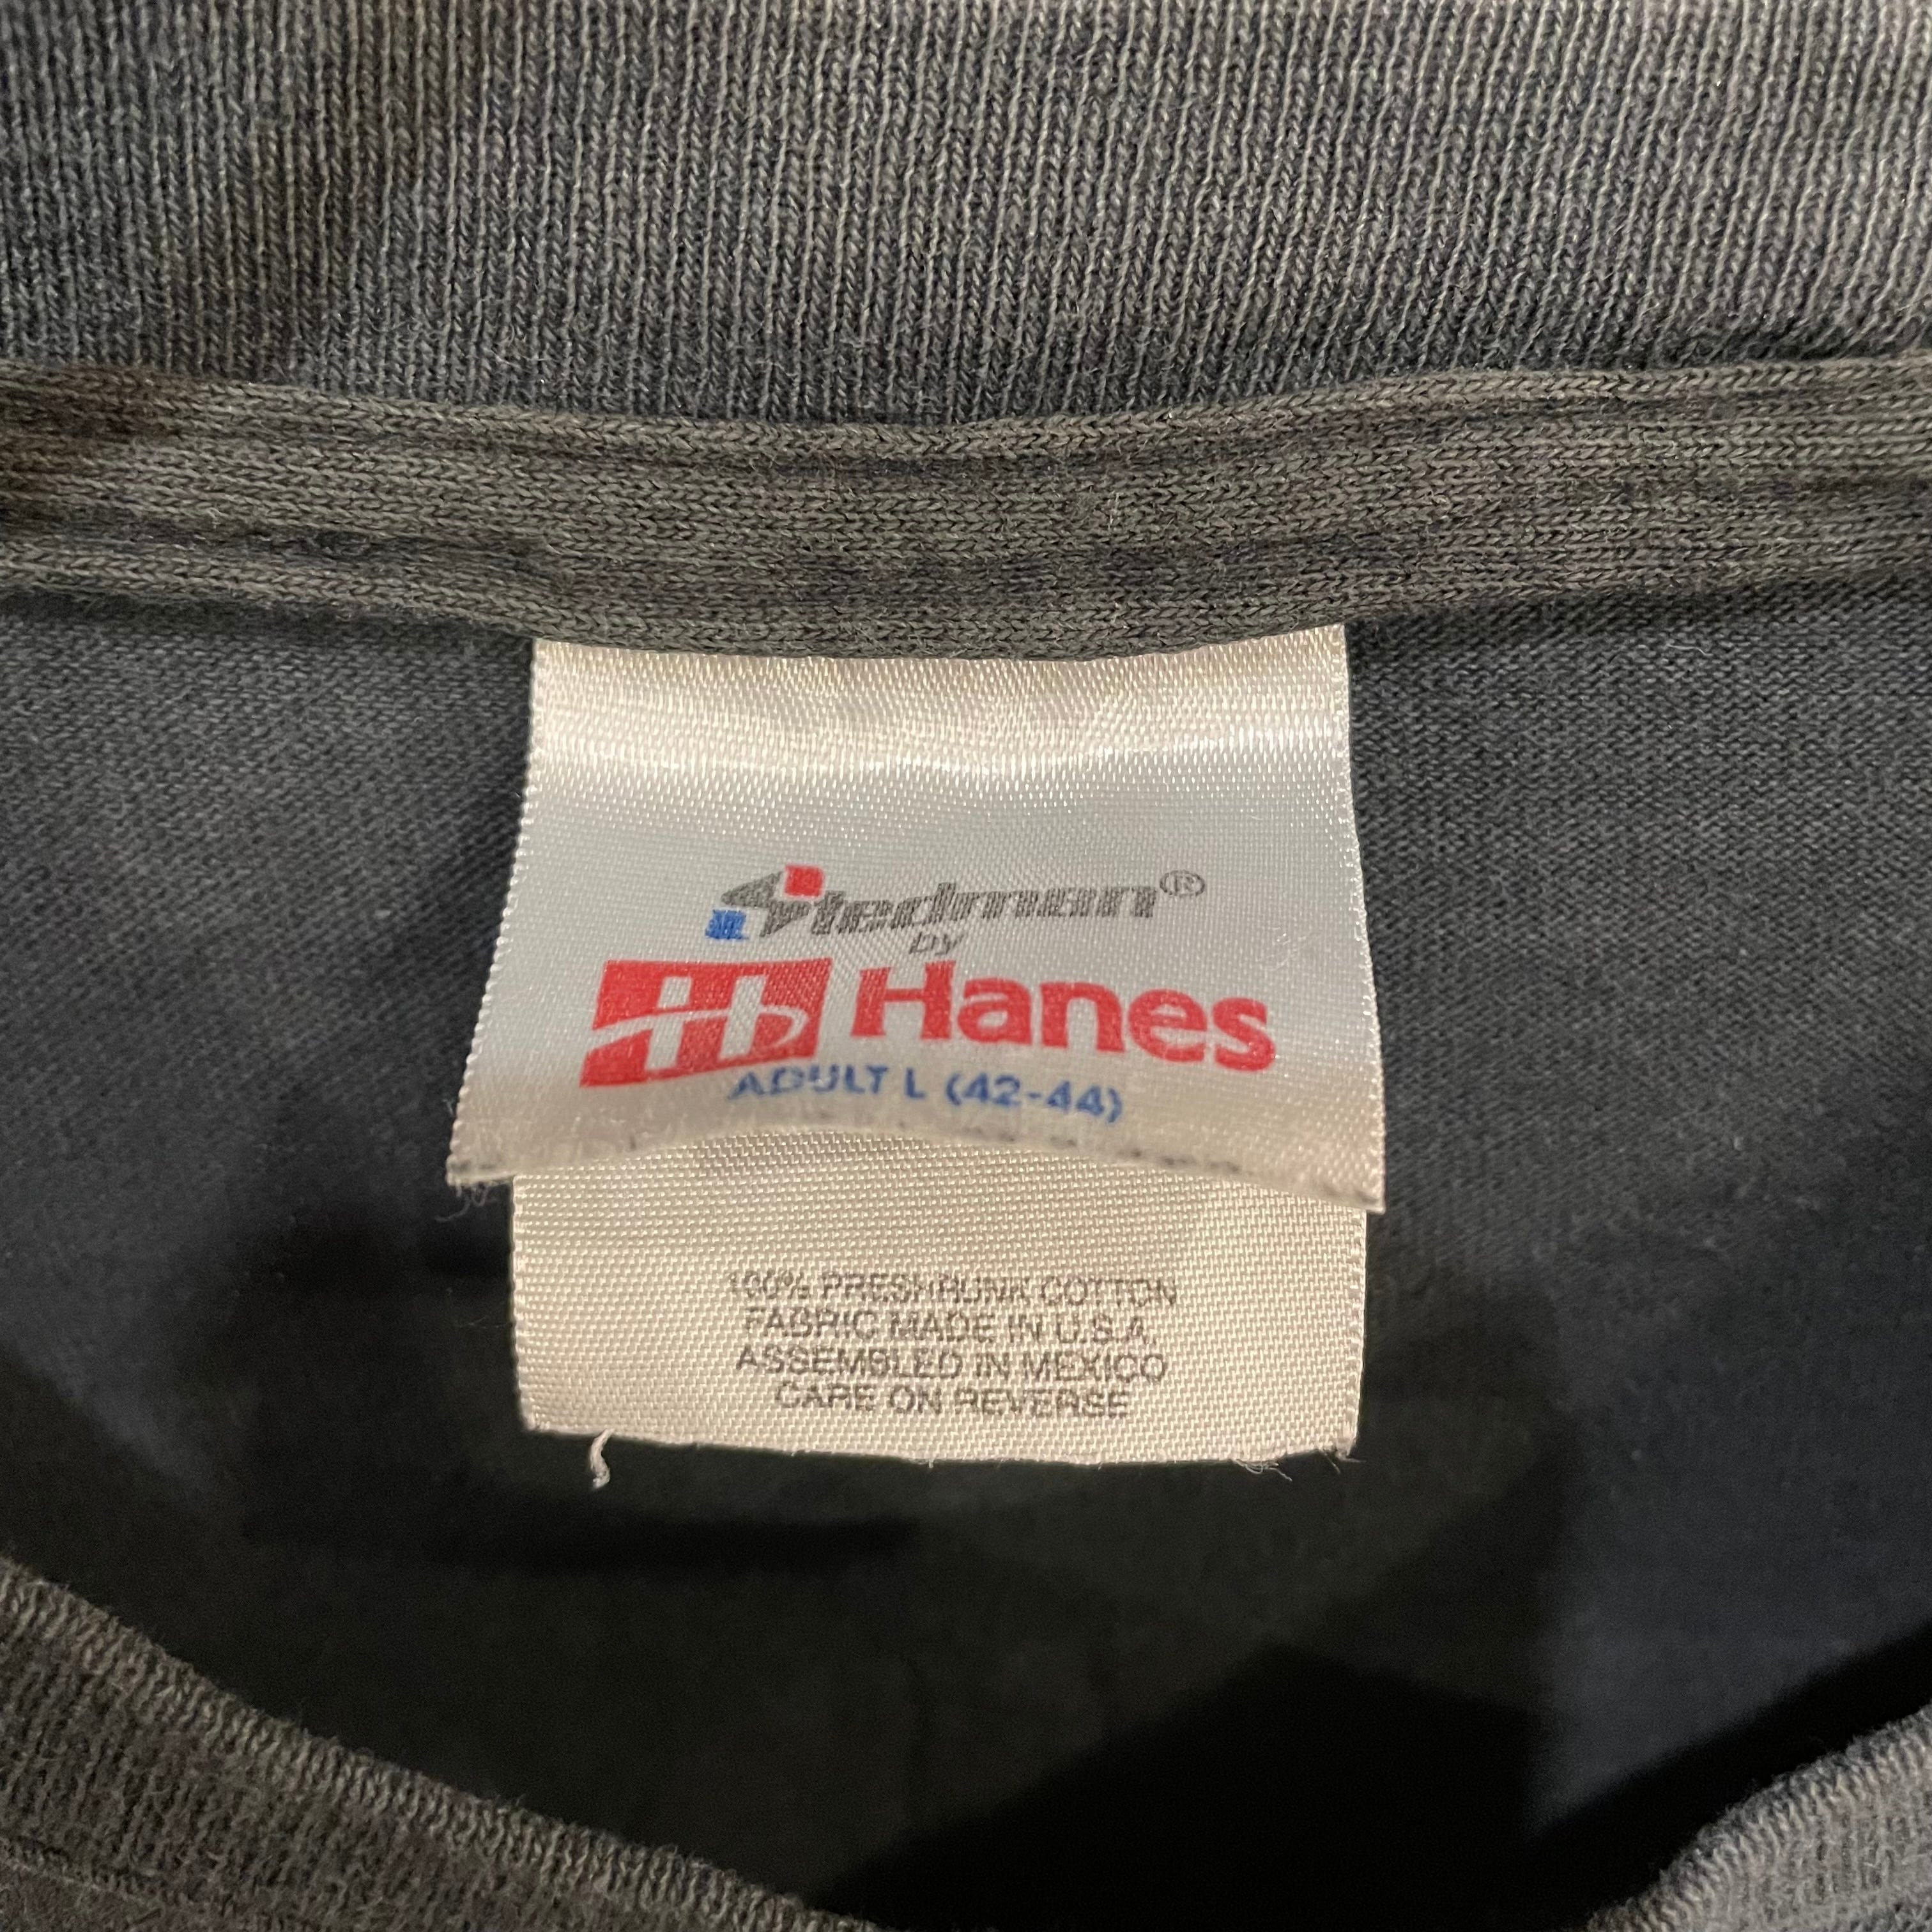 Stedman®
by
Hanes
ADULT L (42-44)
100% PRESHRUNK COTTON
FABRIC MADE IN U.S.A.
ASSEMBLED IN MEXICO
CARE ON REVERSE